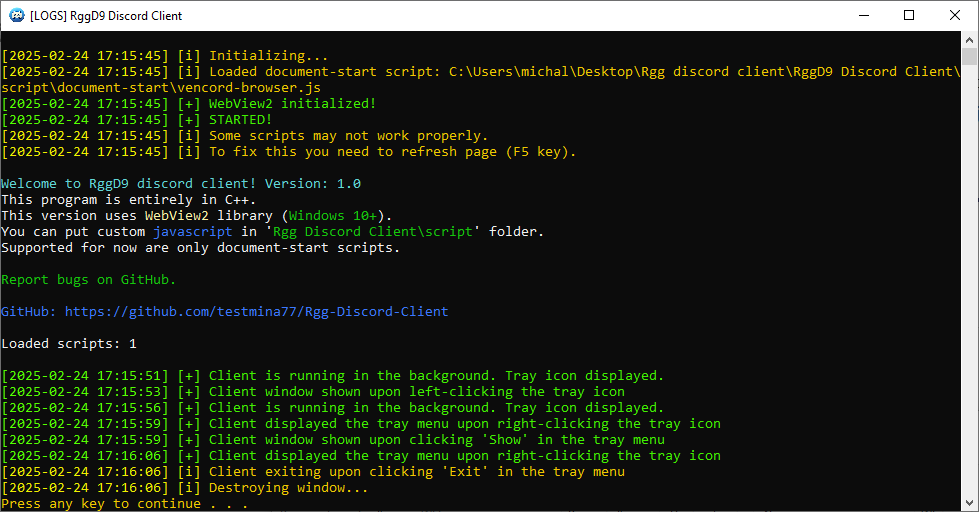 [LOGS] RggD9 Discord Client
[2025-02-24 17:15:45] [i] Initializing...
[2025-02-24 17:15:45] [i] Loaded document-start script: C:\Users\michal\Desktop\Rgg discord client\RggD9 Discord Client\
script\document-start\vencord-browser.js
[2025-02-24 17:15:45] [+] WebView2 initialized!
[2025-02-24 17:15:45] [+] STARTED!
[2025-02-24 17:15:45] [i] Some scripts may not work properly.
[2025-02-24 17:15:45] [i] To fix this you need to refresh page (F5 key).
Welcome to RggD9 discord client! Version: 1.0
This program is entirely in C++.
This version uses WebView2 library (Windows 10+).
You can put custom javascript in 'Rgg Discord Client\script' folder.
Supported for now are only document-start scripts.
Report bugs on GitHub.
GitHub: https://github.com/testmina77/Rgg-Discord-Client
Loaded scripts: 1
[2025-02-24 17:15:51] [+] Client is running in the background. Tray icon displayed.
[2025-02-24 17:15:53] [+] Client window shown upon left-clicking the tray icon
[2025-02-24 17:15:56] [+] Client is running in the background. Tray icon displayed.
[2025-02-24 17:15:59] [+] Client displayed the tray menu upon right-clicking the tray icon
[2025-02-24 17:15:59] [+] Client window shown upon clicking 'Show' in the tray menu
[2025-02-24 17:16:06] [+] Client displayed the tray menu upon right-clicking the tray icon
[2025-02-24 17:16:06] [i] Client exiting upon clicking 'Exit' in the tray menu
[2025-02-24 17:16:06] [i] Destroying window...
Press any key to continue . . .